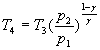 T₄ = T₃(p₂/p₁)^((1−γ)/γ)